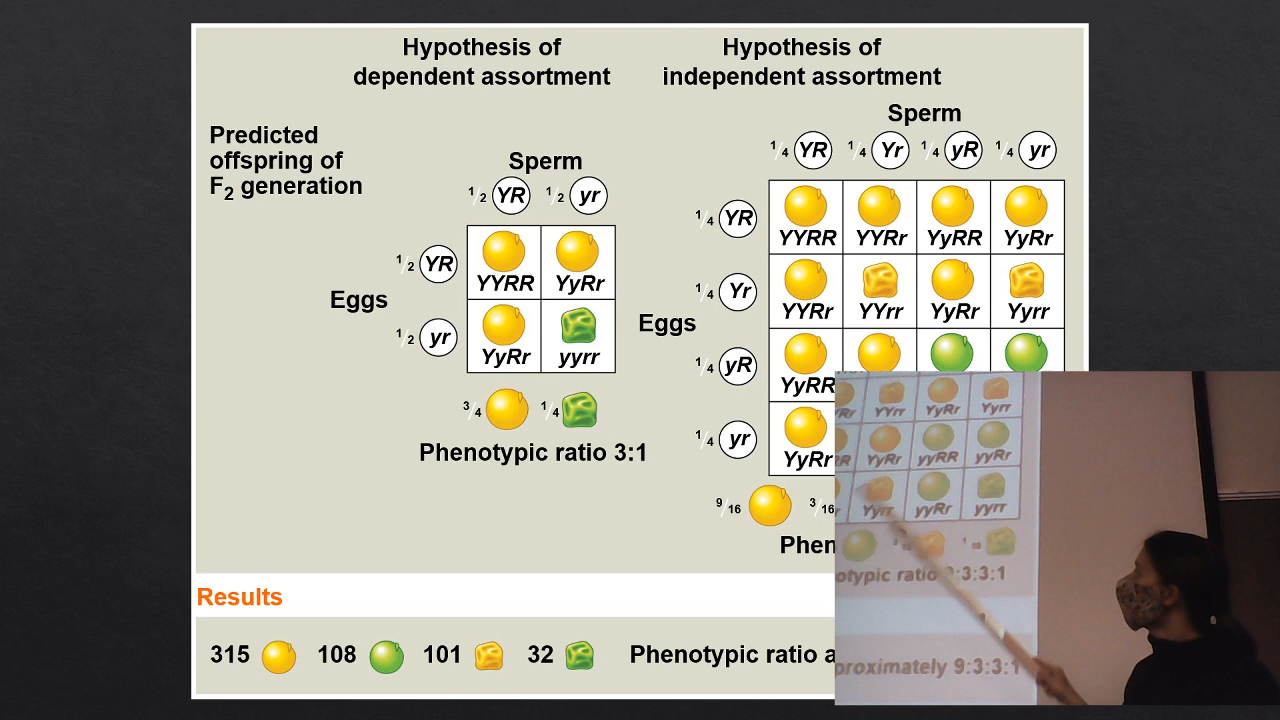 Hypothesis of
dependent assortment
Hypothesis of
independent assortment
Predicted
offspring of
F2 generation
Sperm
1/2 YR 1/2 yr
Eggs
1/2 YR
YYRR YyRr
1/2 yr
YyRr yyrr
3/4 1/4
Phenotypic ratio 3:1
Sperm
1/4 YR 1/4 Yr 1/4 yR 1/4 yr
Eggs
1/4 YR
YYRR YYRr YyRR YyRr
1/4 Yr
YYRr YYrr YyRr Yyrr
1/4 yR
YyRR
1/4 yr
YyRr
9/16 3/16
Phen
Results
315 108 101 32 Phenotypic ratio a
YYrr YyRr Yyrr
YyRr yyRR yyRr
Yyrr yyRr yyrr
otypic ratio 9:3:3:1
proximately 9:3:3:1